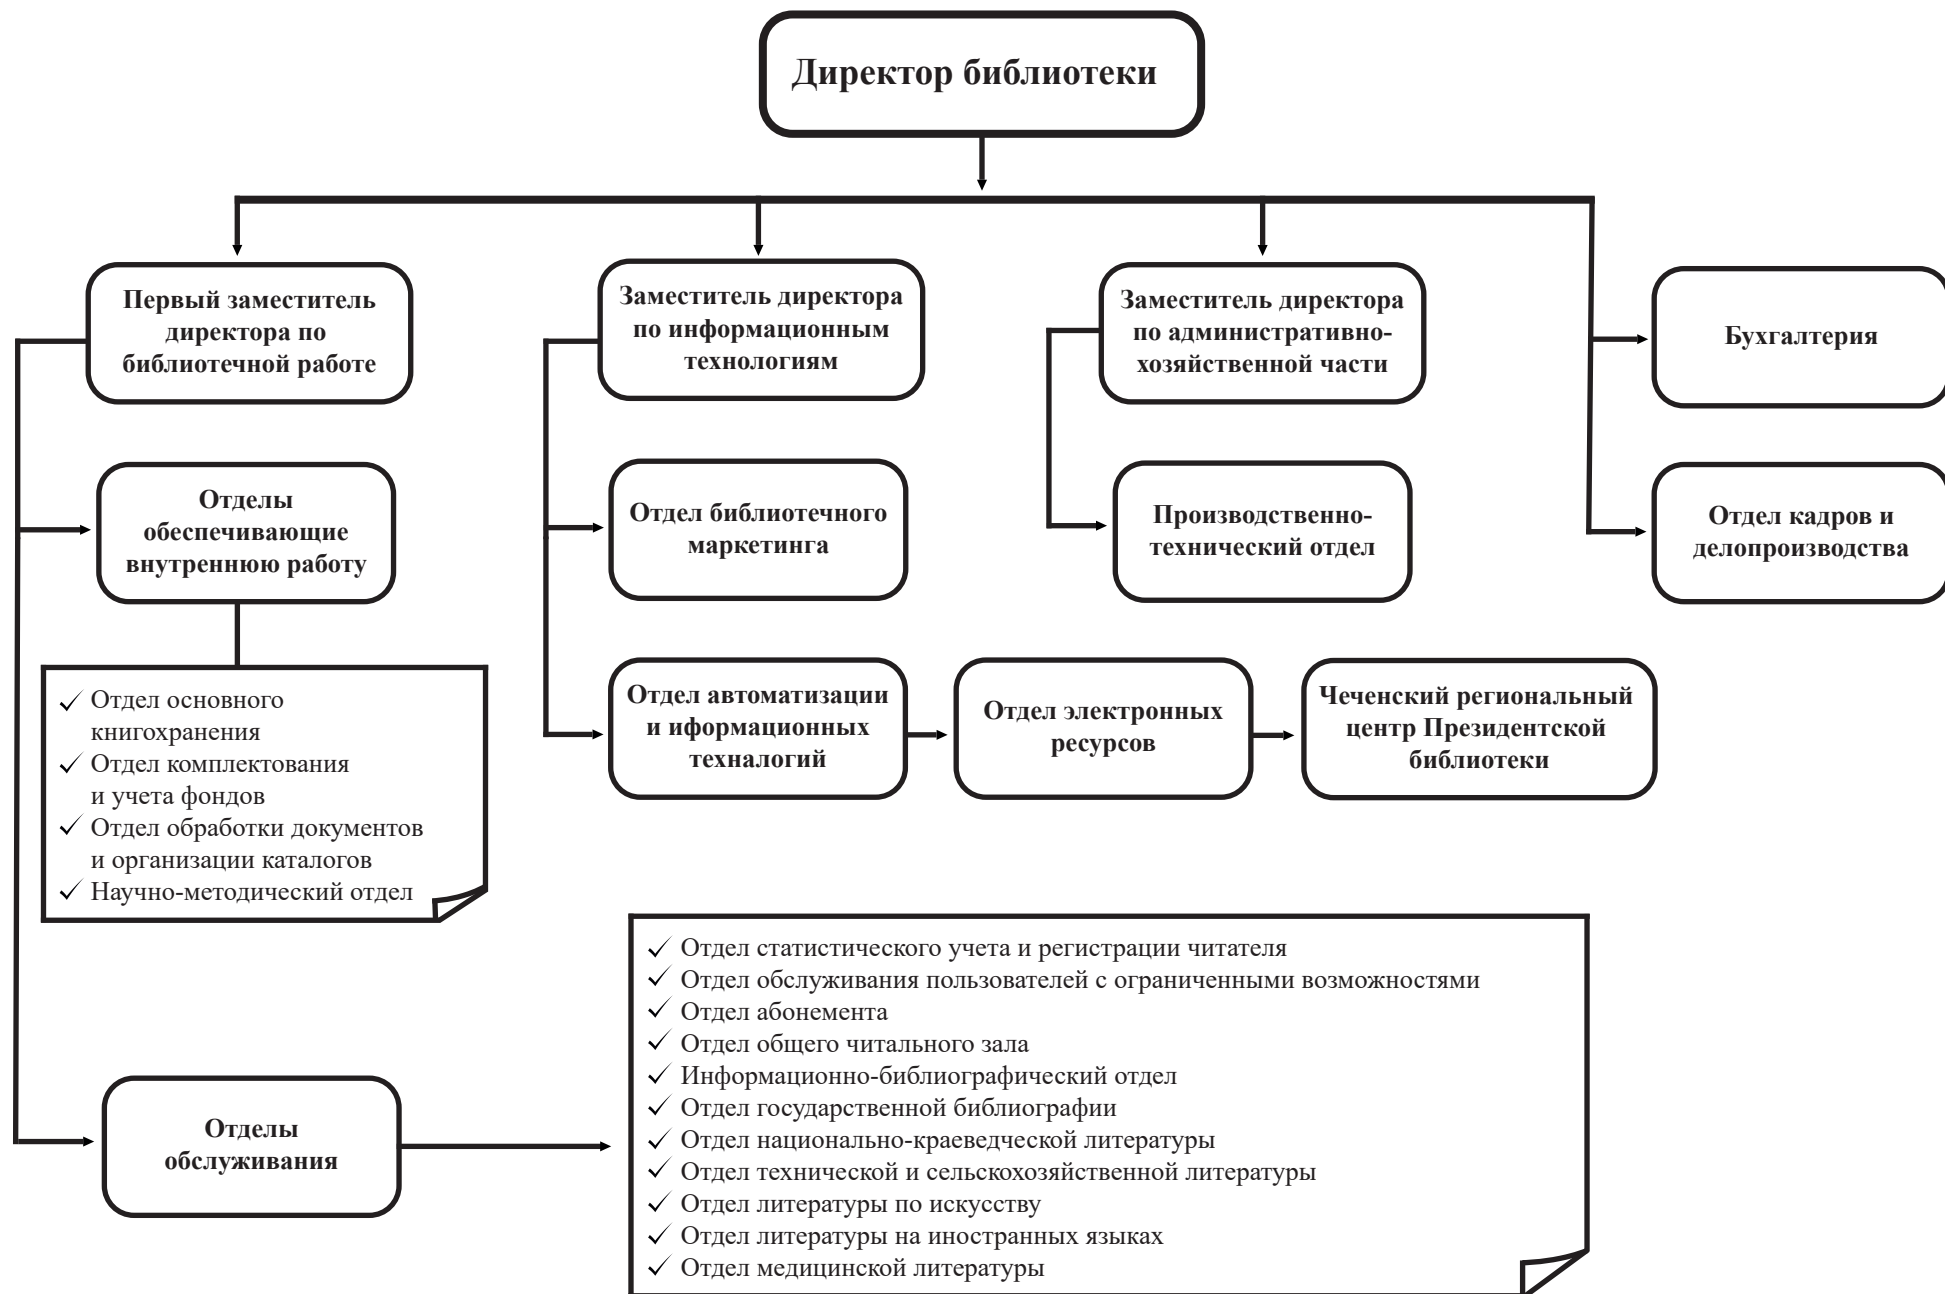 Директор библиотеки
Первый заместитель
директора по
библиотечной работе
Заместитель директора
по информационным
технологиям
Заместитель директора
по административно-
хозяйственной части
Бухгалтерия
Отделы
обеспечивающие
внутреннюю работу
Отдел библиотечного
маркетинга
Производственно-
технический отдел
Отдел кадров и
делопроизводства
Отдел автоматизации
и иформационных
техналогий
Отдел электронных
ресурсов
Чеченский региональный
центр Президентской
библиотеки
✓ Отдел основного
книгохранения
✓ Отдел комплектования
и учета фондов
✓ Отдел обработки документов
и организации каталогов
✓ Научно-методический отдел
Отделы
обслуживания
✓ Отдел статистического учета и регистрации читателя
✓ Отдел обслуживания пользователей с ограниченными возможностями
✓ Отдел абонемента
✓ Отдел общего читального зала
✓ Информационно-библиографический отдел
✓ Отдел государственной библиографии
✓ Отдел национально-краеведческой литературы
✓ Отдел технической и сельскохозяйственной литературы
✓ Отдел литературы по искусству
✓ Отдел литературы на иностранных языках
✓ Отдел медицинской литературы